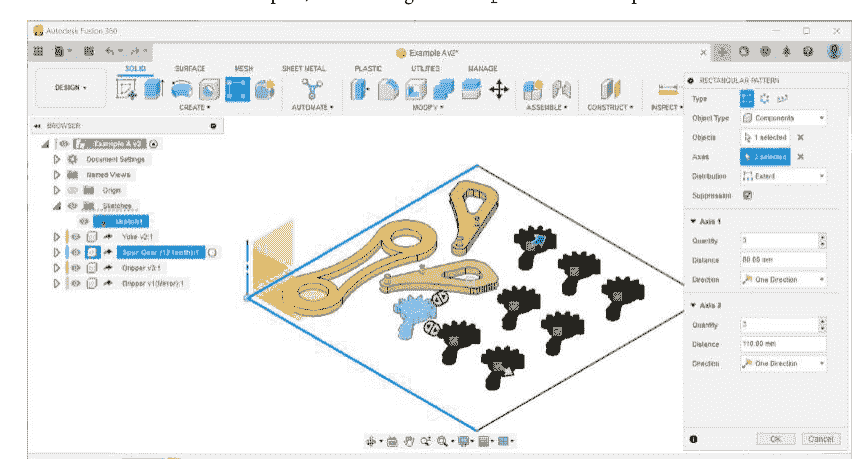 Autodesk Fusion 360
Example A v2*
SOLID SURFACE MESH SHEET METAL PLASTIC UTILITIES MANAGE
DESIGN
CREATE AUTOMATE MODIFY ASSEMBLE CONSTRUCT INSPECT
BROWSER
Example A v2
Document Settings
Named Views
Origin
Sketches
Yoke v2:1
Spur Gear (12 teeth):1
Gripper v3:1
Gripper v1(Mirror):1
RECTANGULAR PATTERN
Type
Object Type Components
Objects 1 selected
Axes 2 selected
Distribution Extent
Suppression
Axis 1
Quantity 3
Distance
Direction One Direction
Axis 2
Quantity 3
Distance 110.00 mm
Direction One Direction
OK Cancel